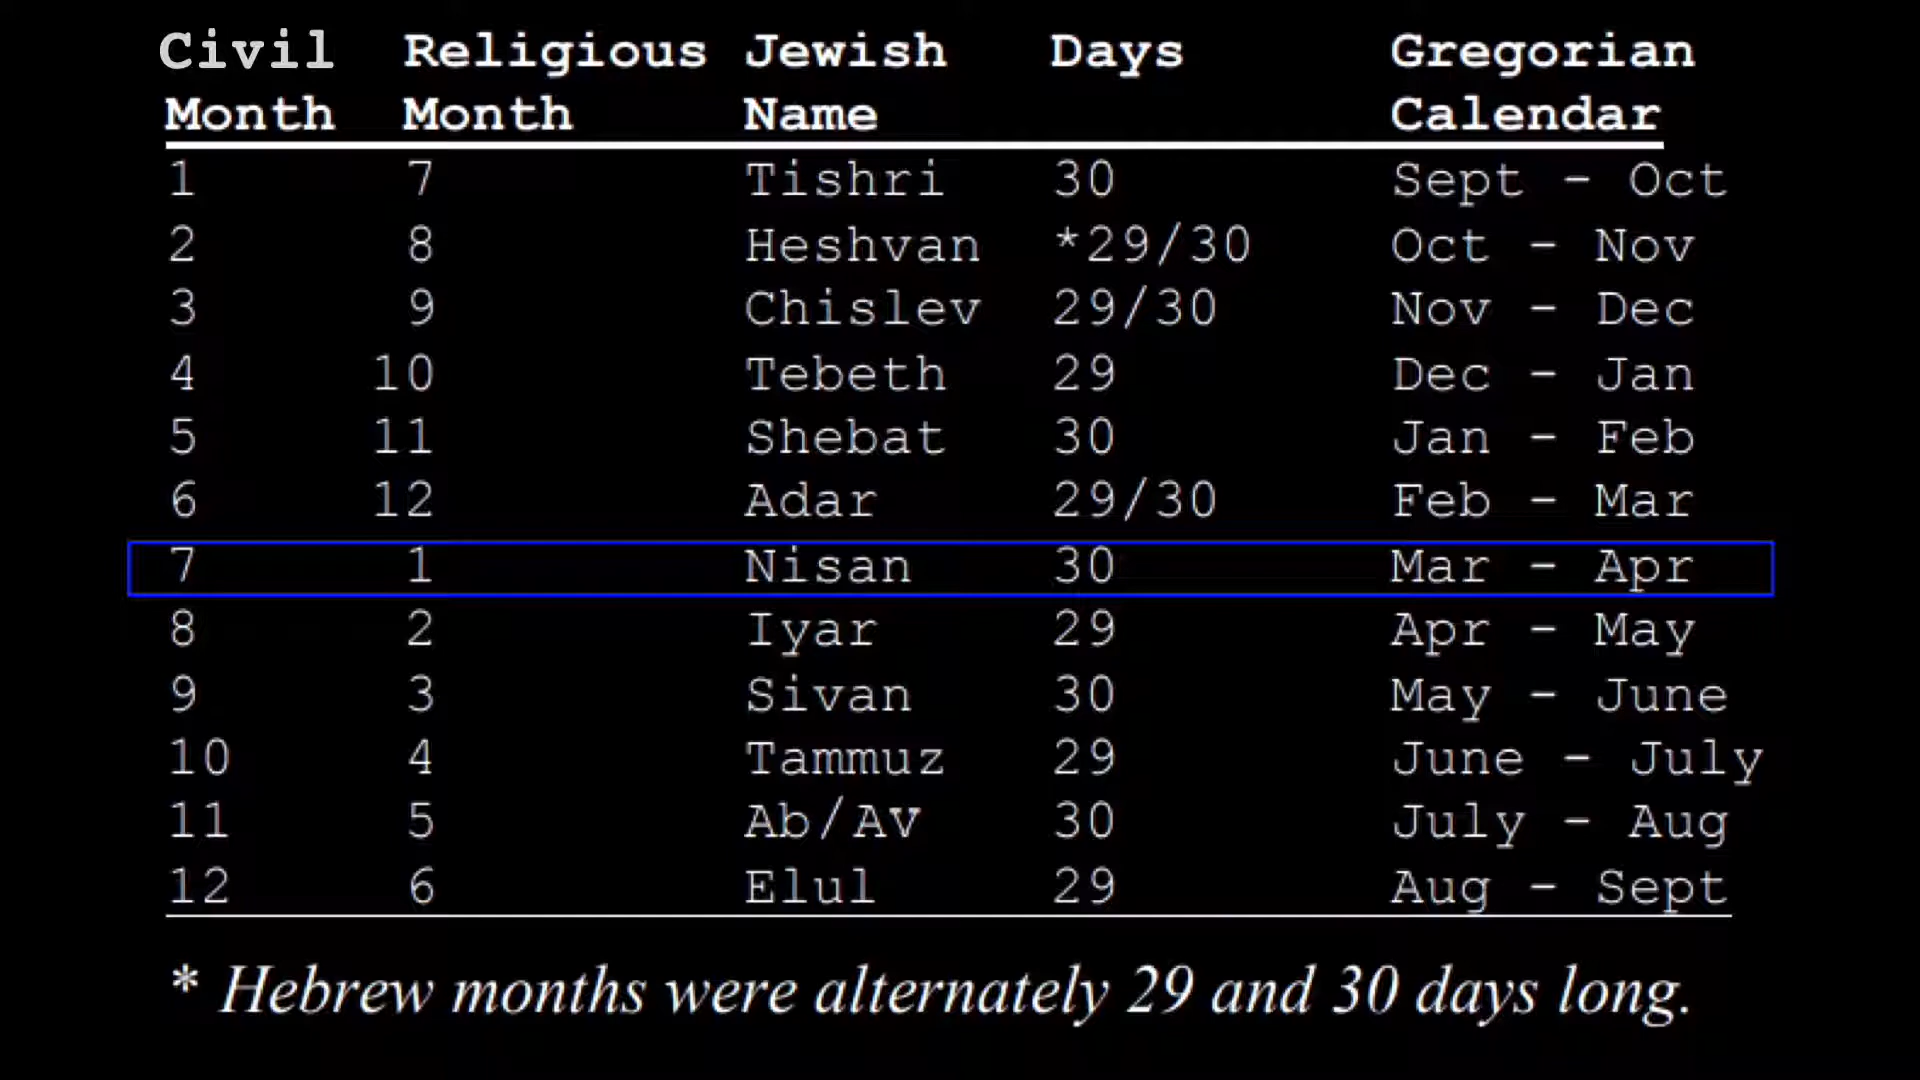 Civil Religious Jewish Days Gregorian
Month Month Name Calendar
1 7 Tishri 30 Sept - Oct
2 8 Heshvan *29/30 Oct - Nov
3 9 Chislev 29/30 Nov - Dec
4 10 Tebeth 29 Dec - Jan
5 11 Shebat 30 Jan - Feb
6 12 Adar 29/30 Feb - Mar
7 1 Nisan 30 Mar - Apr
8 2 Iyar 29 Apr - May
9 3 Sivan 30 May - June
10 4 Tammuz 29 June - July
11 5 Ab/Av 30 July - Aug
12 6 Elul 29 Aug - Sept
* Hebrew months were alternately 29 and 30 days long.